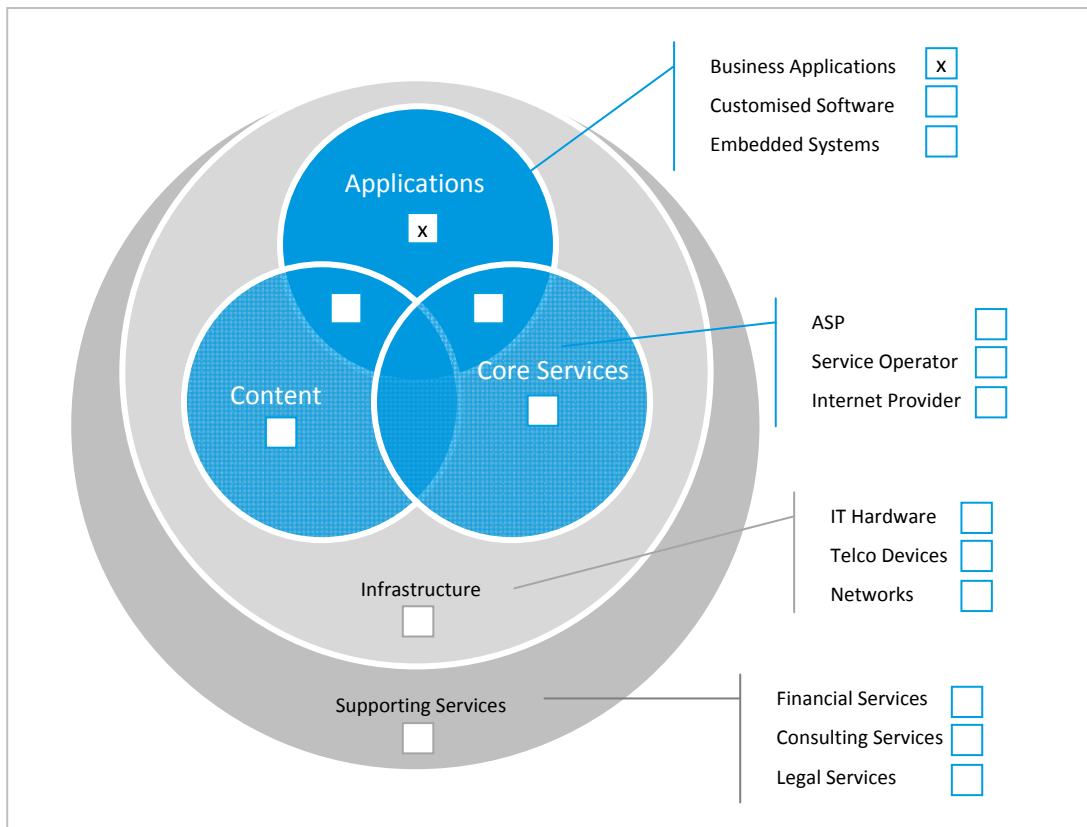 Business Applications x
Customised Software
Embedded Systems
Applications
x
ASP
Service Operator
Internet Provider
Core Services
Content
IT Hardware
Telco Devices
Networks
Infrastructure
Supporting Services
Financial Services
Consulting Services
Legal Services